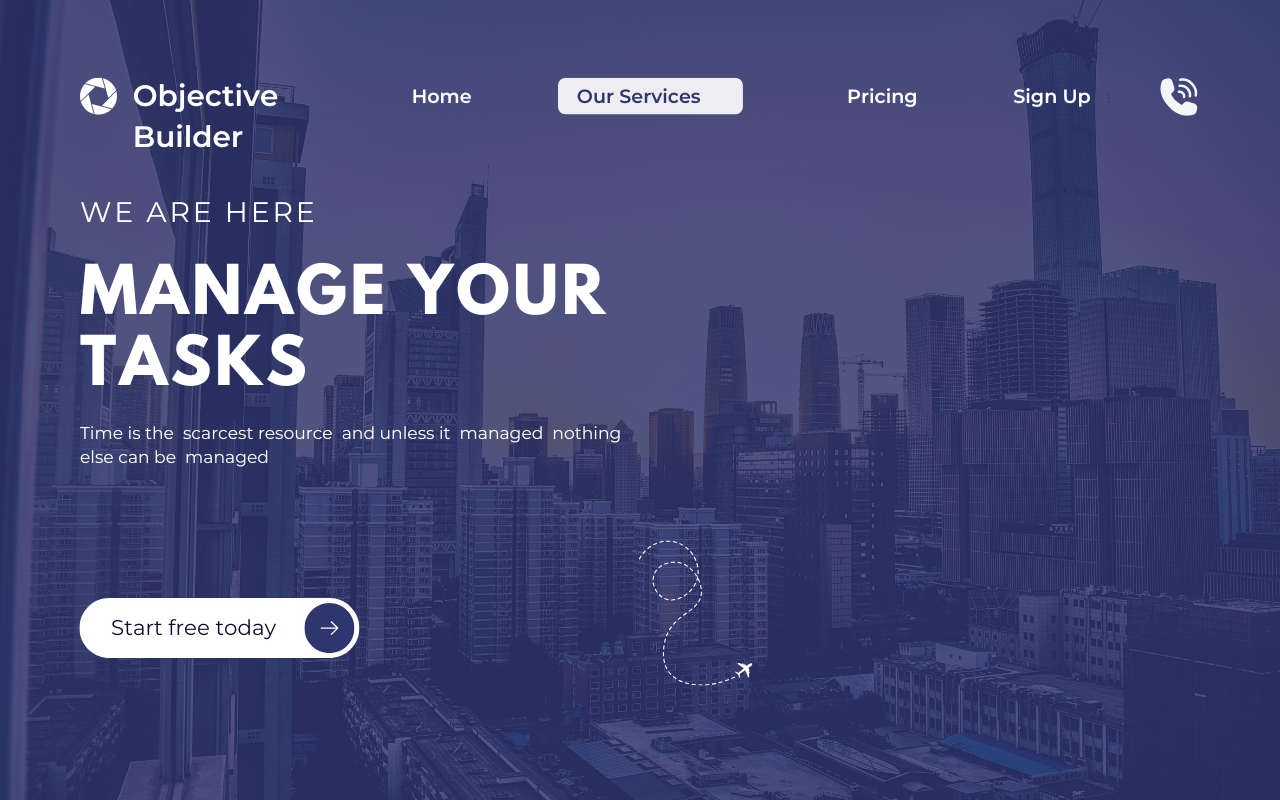 Objective
Builder
Home
Our Services
Pricing
Sign Up
WE ARE HERE
MANAGE YOUR
TASKS
Time is the scarcest resource and unless it managed nothing
else can be managed
Start free today